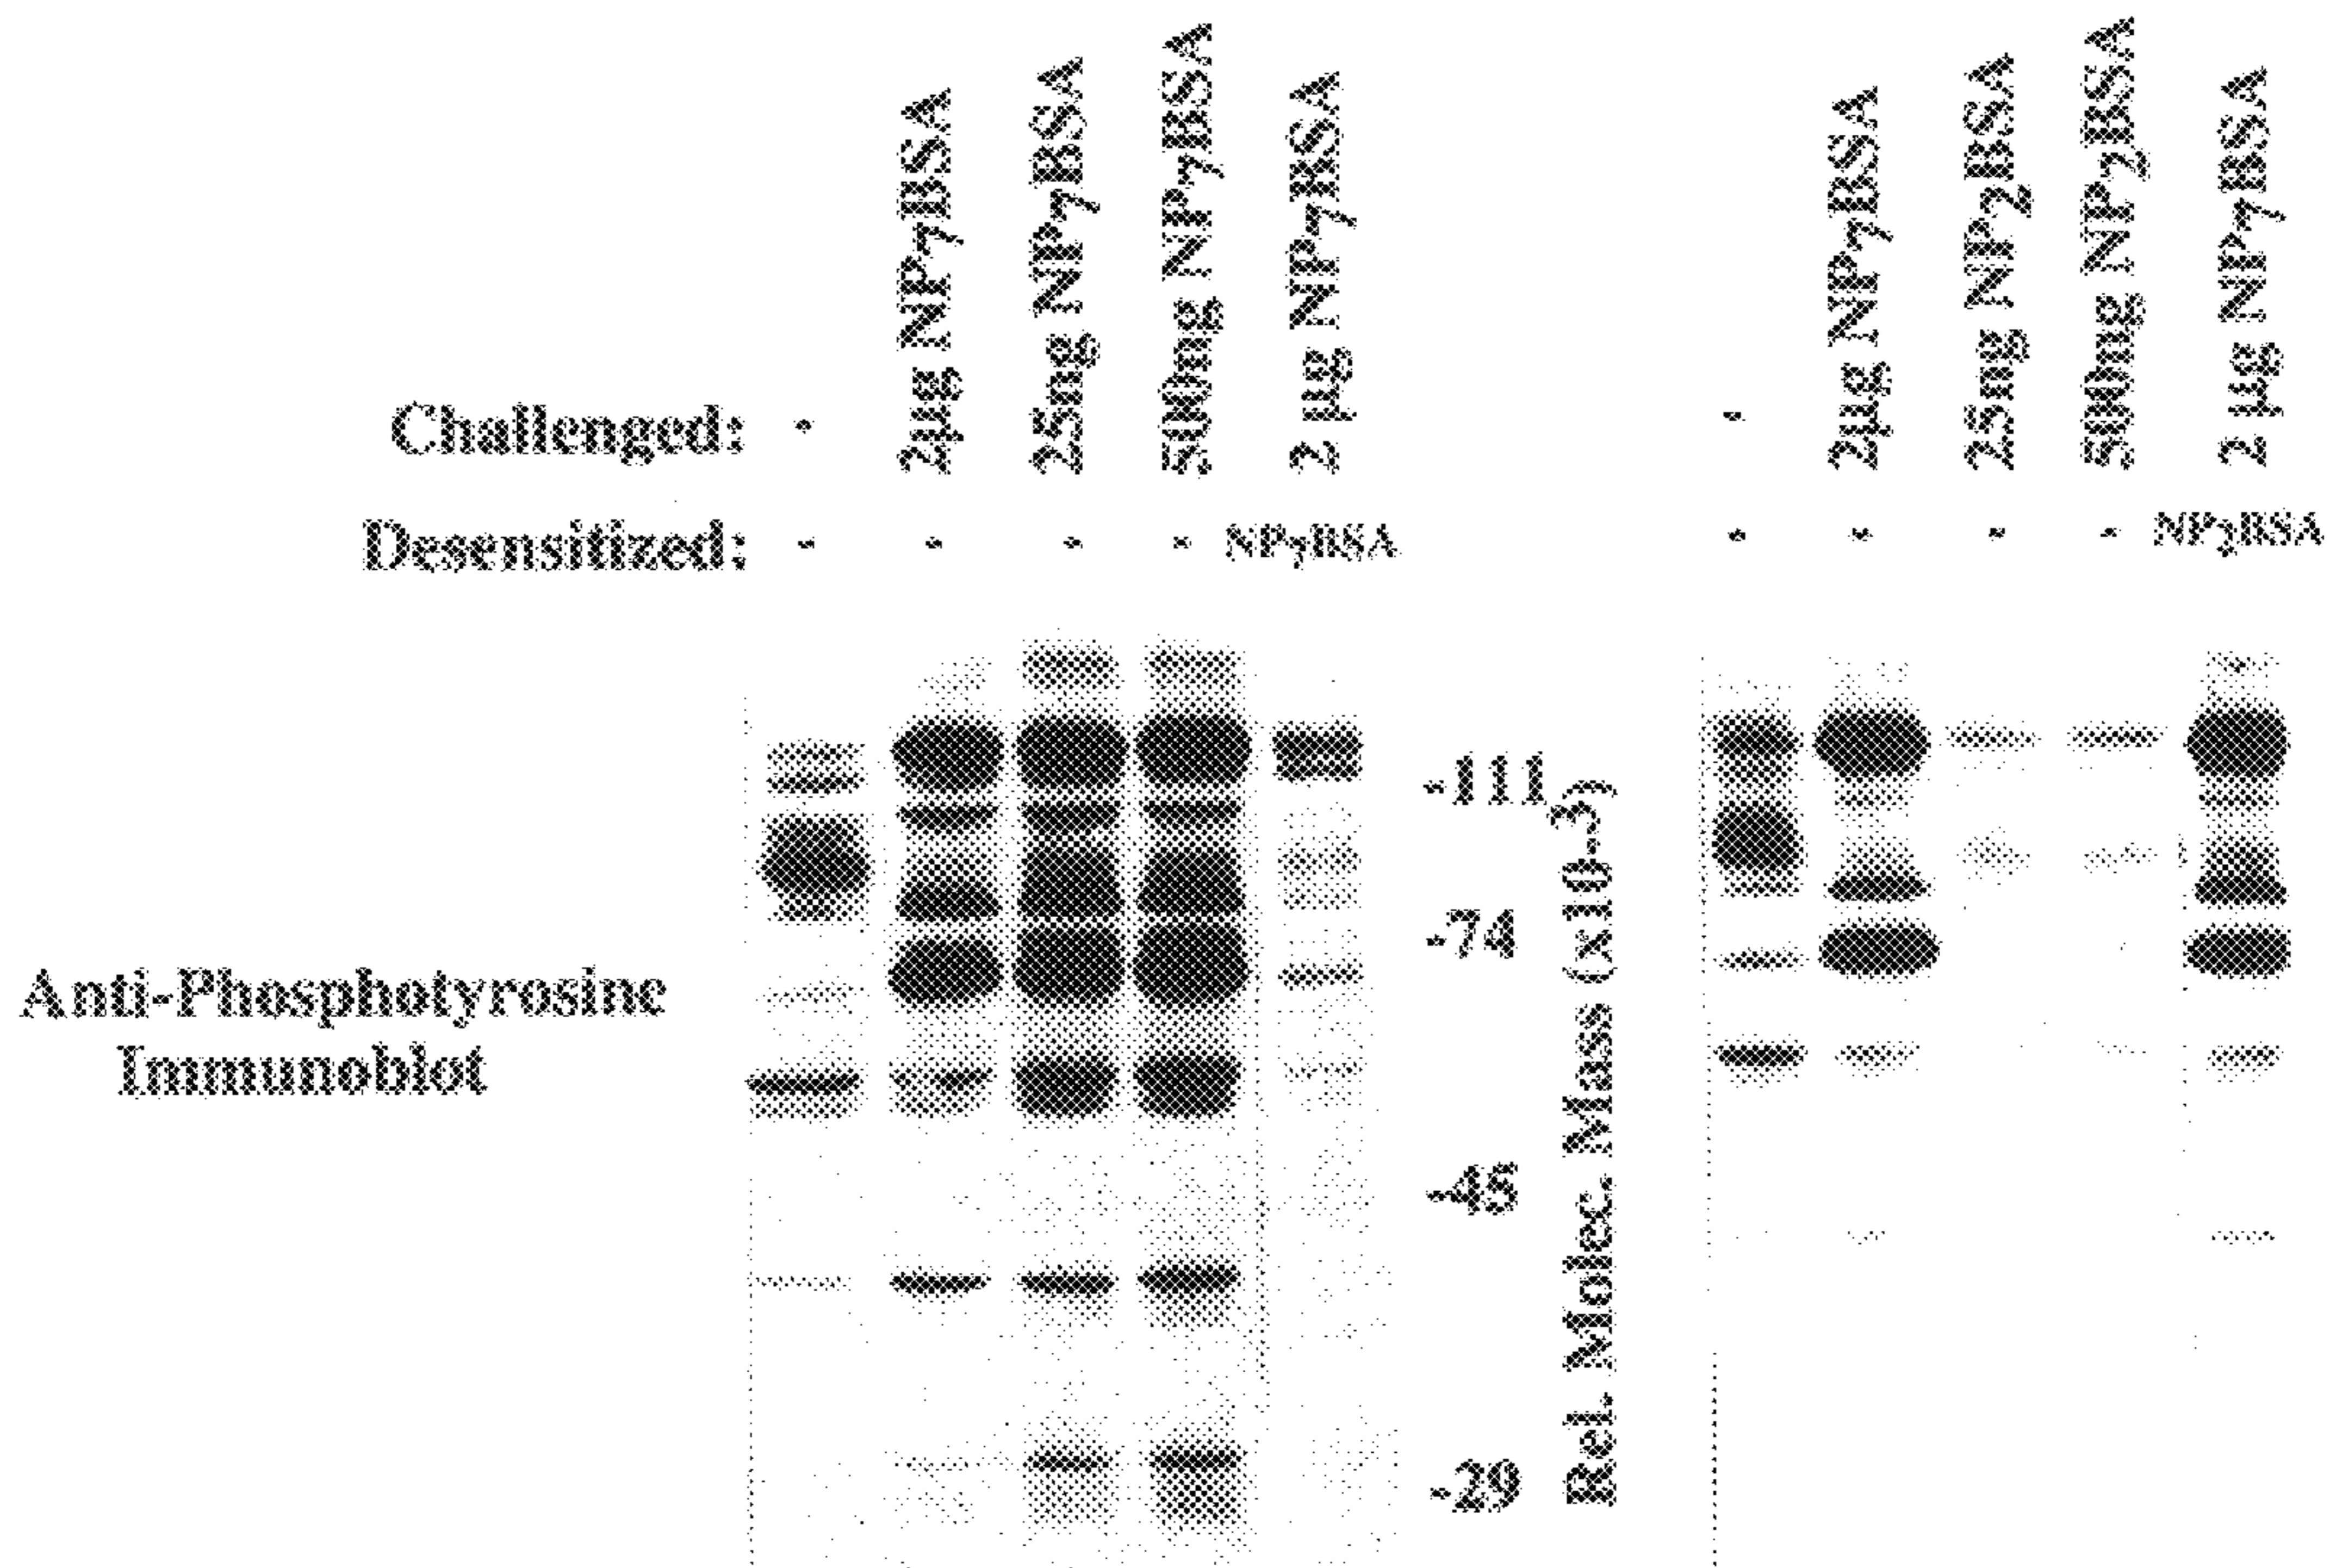 Challenged: - 2µg NP₇BSA 25ng NP₇BSA 500ng NP₇BSA 2 µg NP₇BSA - 2µg NP₇BSA 25ng NP₂BSA 500ng NP₂BSA 2 µg NP₇BSA
Desensitized: - - - - NP₇BSA - - - - NP₂BSA
Anti-Phosphotyrosine
Immunoblot
-111
-74
-45
-29
Rel. Molec. Mass (x10⁻³)